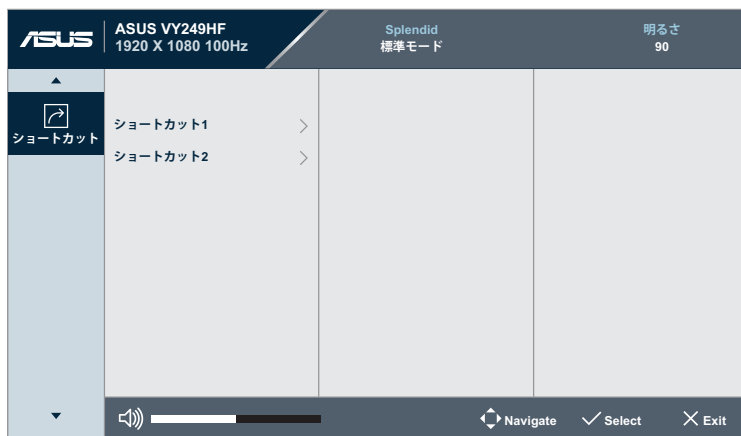 ASUS
ASUS VY249HF
1920 X 1080 100Hz
Splendid
標準モード
明るさ
90
ショートカット
ショートカット1
ショートカット2
Navigate
Select
Exit